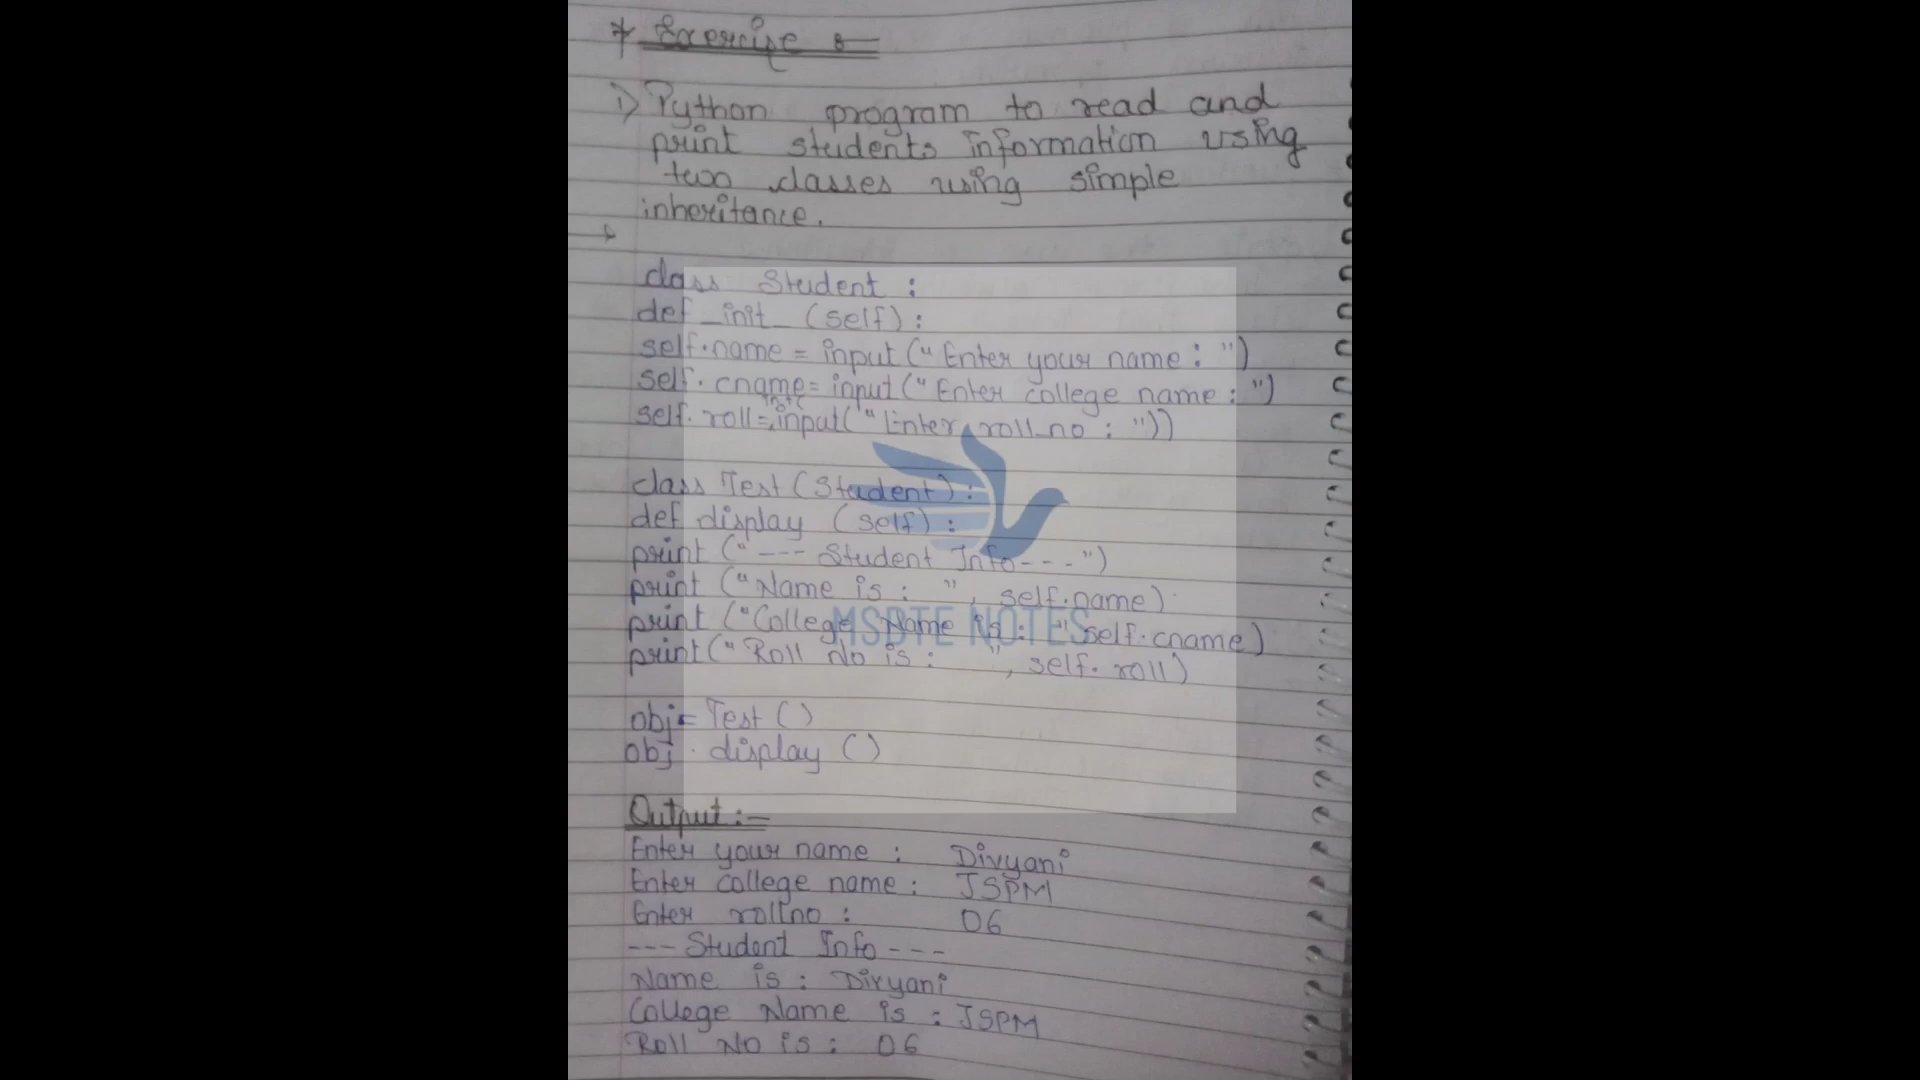 * Exercise :
1) Python program to read and
print students information using
two classes using simple
inheritance.
→
class Student :
def _init_ (self) :
self.name = input ("Enter your name : ")
self. cname= input ("Enter college name : ")
self. roll= int(input("Enter roll_no : "))
class Test (Student) :
def display (self) :
print ("--- Student Info---")
print ("Name is : ", self.name)
print ("College Name is : " self.cname)
print ("Roll No is : ", self. roll)
MSBTE NOTES
obj= Test ()
obj . display ()
Output :-
Enter your name : Divyani
Enter college name : JSPM
Enter rollno : 06
--- Student Info ---
Name is : Divyani
College Name is : JSPM
Roll No is : 06